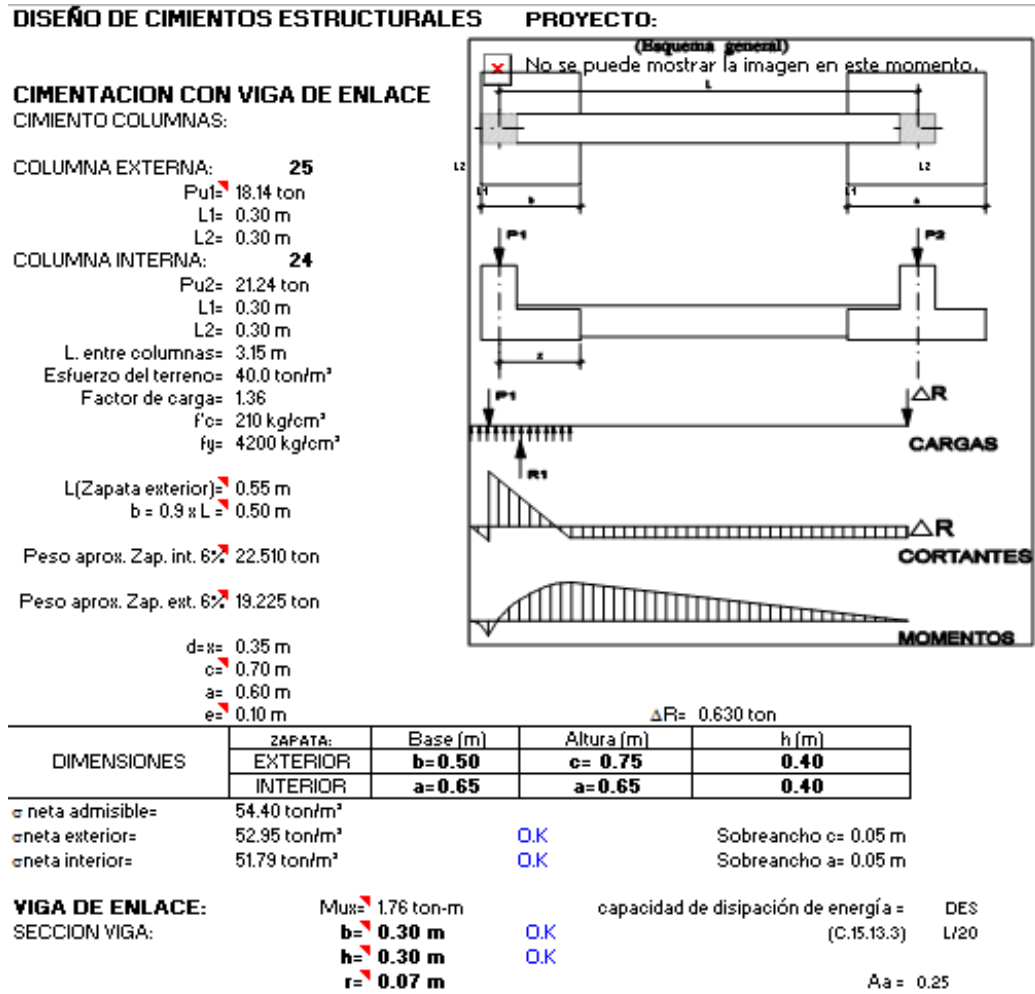 DISEÑO DE CIMIENTOS ESTRUCTURALES PROYECTO:
(Esquema general)
No se puede mostrar la imagen en este momento.
CIMENTACION CON VIGA DE ENLACE
CIMIENTO COLUMNAS:
L
COLUMNA EXTERNA: 25
L2
L2
Pu1= 18.14 ton
L1
L1
L1= 0.30 m
b
a
L2= 0.30 m
P1
P2
COLUMNA INTERNA: 24
Pu2= 21.24 ton
L1= 0.30 m
L2= 0.30 m
L. entre columnas= 3.15 m
x
Esfuerzo del terreno= 40.0 ton/m²
Factor de carga= 1.36
P1
ΔR
f'c= 210 kg/cm²
fy= 4200 kg/cm²
CARGAS
R1
L(Zapata exterior)= 0.55 m
b = 0.9 x L = 0.50 m
ΔR
Peso aprox. Zap. int. 6% 22.510 ton
CORTANTES
Peso aprox. Zap. ext. 6% 19.225 ton
MOMENTOS
d=x= 0.35 m
c= 0.70 m
a= 0.60 m
e= 0.10 m
ΔR= 0.630 ton
DIMENSIONES
ZAPATA: Base (m) Altura (m) h (m)
EXTERIOR b=0.50 c= 0.75 0.40
INTERIOR a=0.65 a=0.65 0.40
σ neta admisible= 54.40 ton/m²
σneta exterior= 52.95 ton/m² O.K Sobreancho c= 0.05 m
σneta interior= 51.79 ton/m² O.K Sobreancho a= 0.05 m
VIGA DE ENLACE: Mux= 1.76 ton-m capacidad de disipación de energía = DES
SECCION VIGA: b= 0.30 m O.K (C.15.13.3) L/20
h= 0.30 m O.K
r= 0.07 m Aa = 0.25